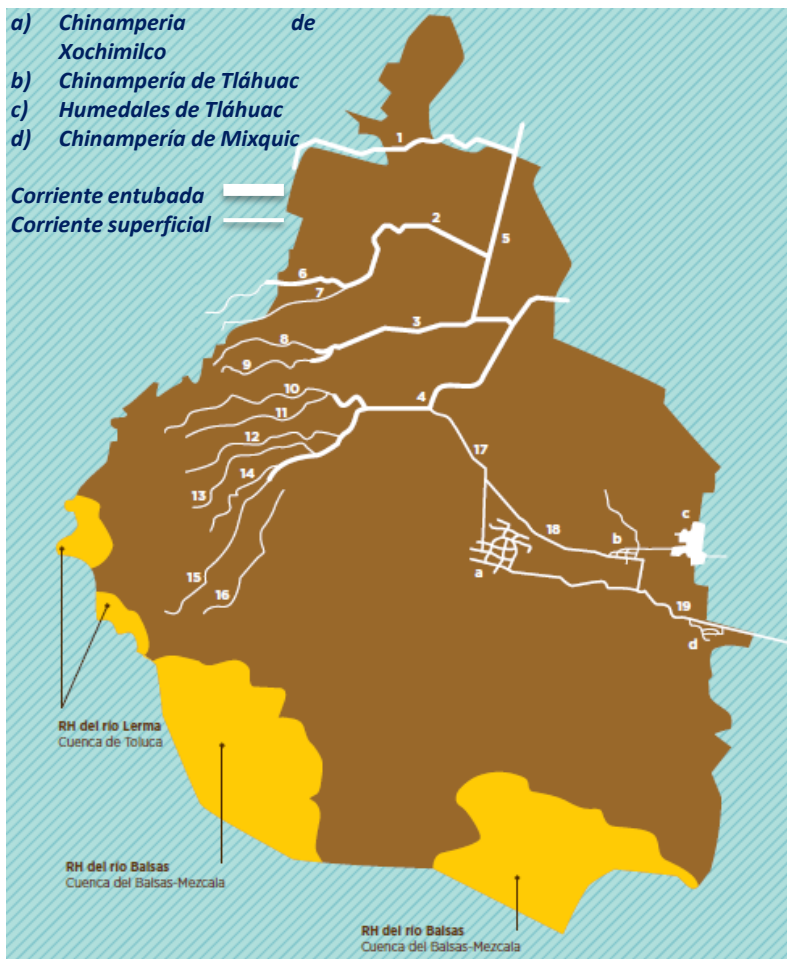 a) Chinamperia de
Xochimilco
b) Chinampería de Tláhuac
c) Humedales de Tláhuac
d) Chinampería de Mixquic
Corriente entubada
Corriente superficial
1
2
5
6
7
3
8
9
10
4
11
12
17
14
13
c
18
b
15
a
16
19
d
RH del río Lerma
Cuenca de Toluca
RH del río Balsas
Cuenca del Balsas-Mezcala
RH del río Balsas
Cuenca del Balsas-Mezcala